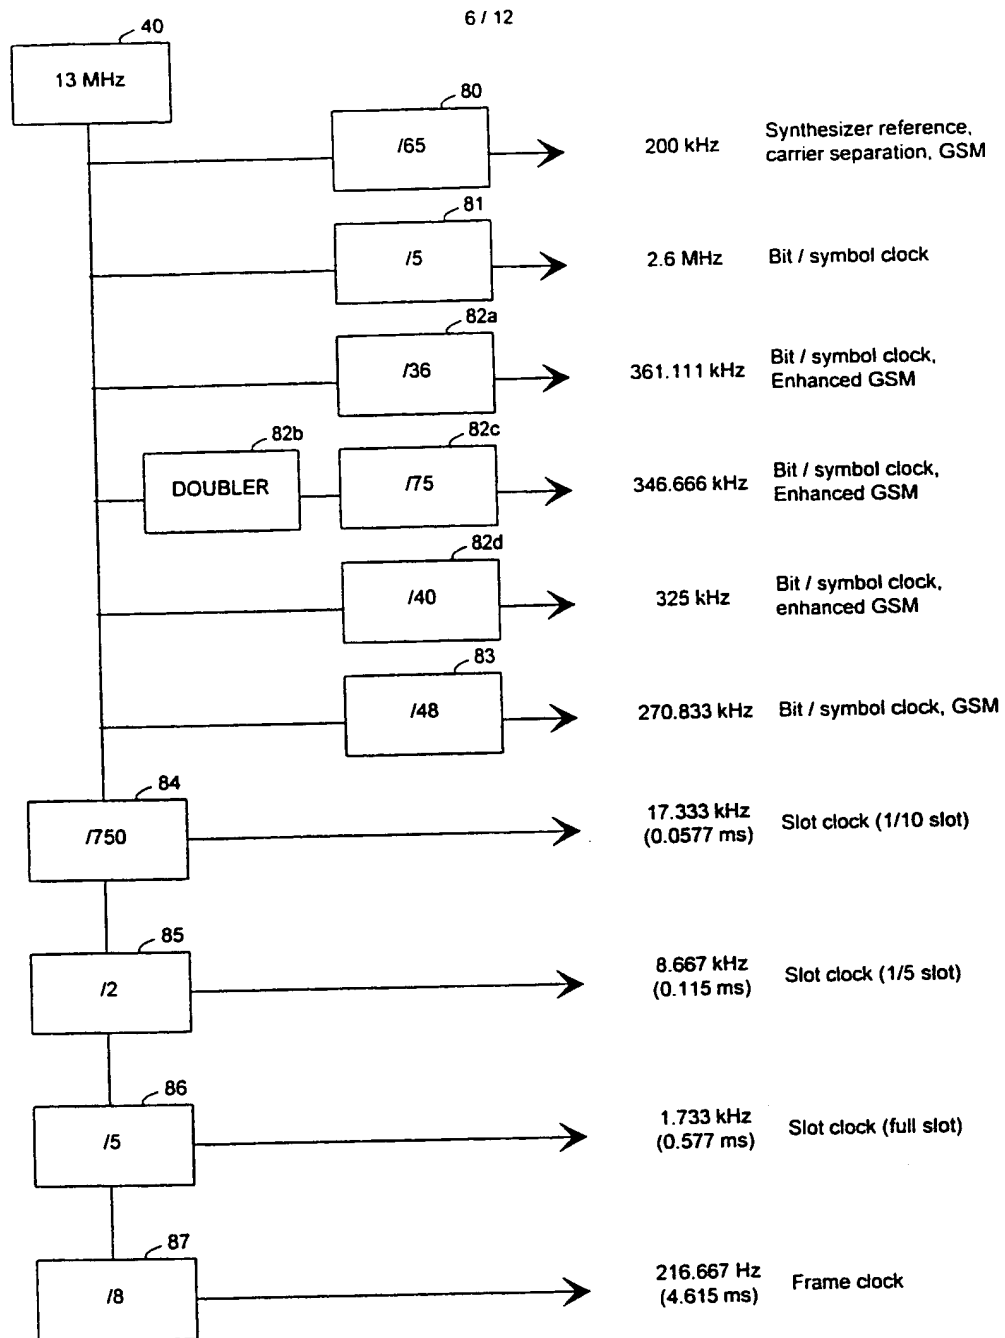 6 / 12
40
13 MHz
80
/65
200 kHz
Synthesizer reference,
carrier separation, GSM
81
/5
2.6 MHz
Bit / symbol clock
82a
/36
361.111 kHz
Bit / symbol clock,
Enhanced GSM
82b
DOUBLER
82c
/75
346.666 kHz
Bit / symbol clock,
Enhanced GSM
82d
/40
325 kHz
Bit / symbol clock,
enhanced GSM
83
/48
270.833 kHz
Bit / symbol clock, GSM
84
/750
17.333 kHz
(0.0577 ms)
Slot clock (1/10 slot)
85
/2
8.667 kHz
(0.115 ms)
Slot clock (1/5 slot)
86
/5
1.733 kHz
(0.577 ms)
Slot clock (full slot)
87
/8
216.667 Hz
(4.615 ms)
Frame clock